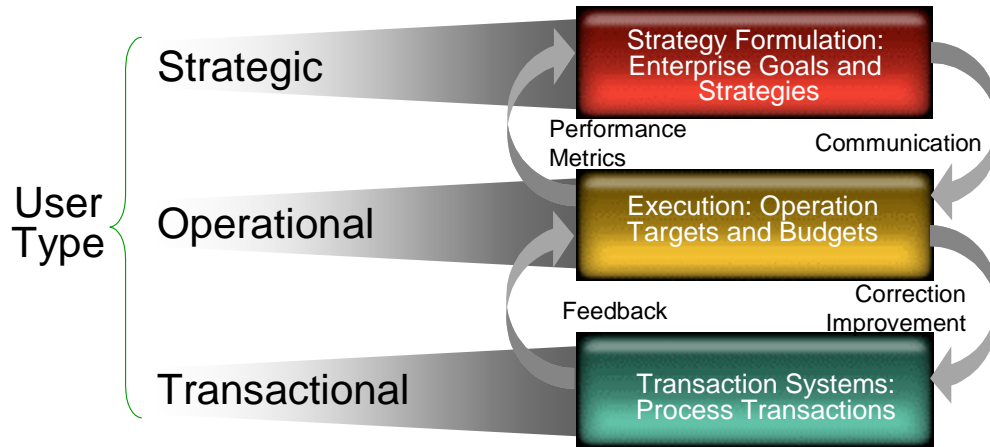 Strategic
Strategy Formulation:
Enterprise Goals and
Strategies
Performance
Metrics
Communication
User
Type
Operational
Execution: Operation
Targets and Budgets
Feedback
Correction
Improvement
Transactional
Transaction Systems:
Process Transactions